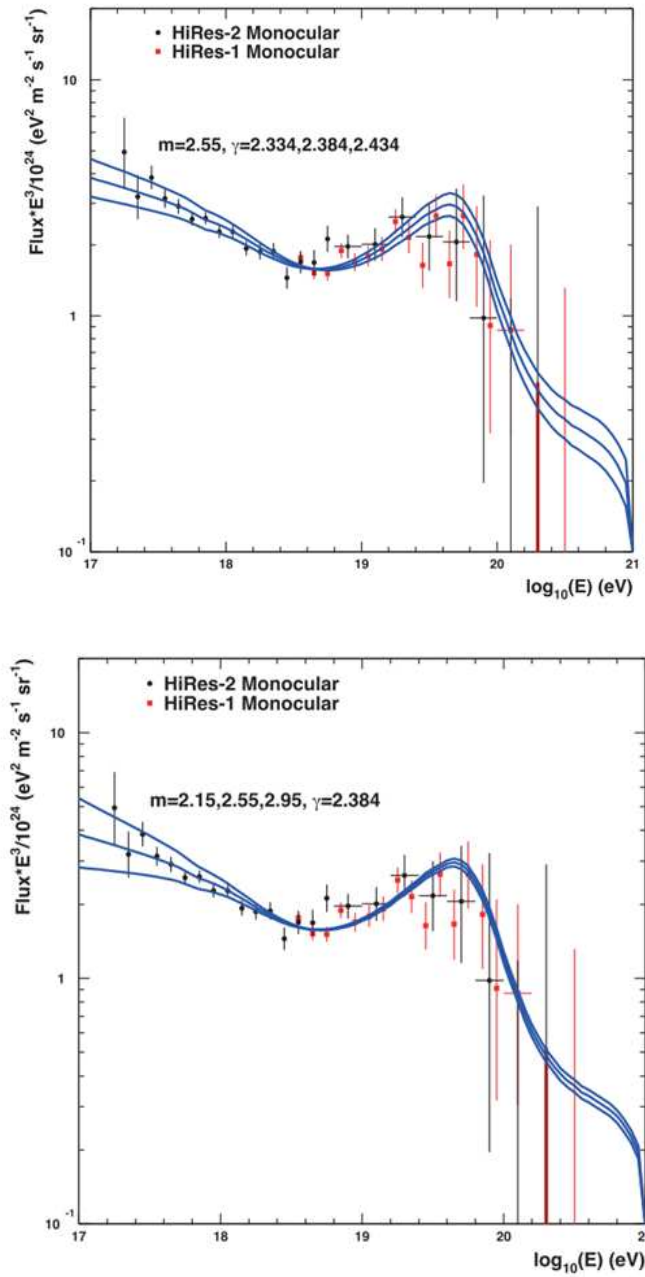 HiRes-2 Monocular
HiRes-1 Monocular
m=2.55, γ=2.334,2.384,2.434
Flux*E³/10²⁴ (eV² m⁻² s⁻¹ sr⁻¹)
10
1
10⁻¹
17 18 19 20 21
log₁₀(E) (eV)
HiRes-2 Monocular
HiRes-1 Monocular
m=2.15,2.55,2.95, γ=2.384
Flux*E³/10²⁴ (eV² m⁻² s⁻¹ sr⁻¹)
10
1
10⁻¹
17 18 19 20 2
log₁₀(E) (eV)